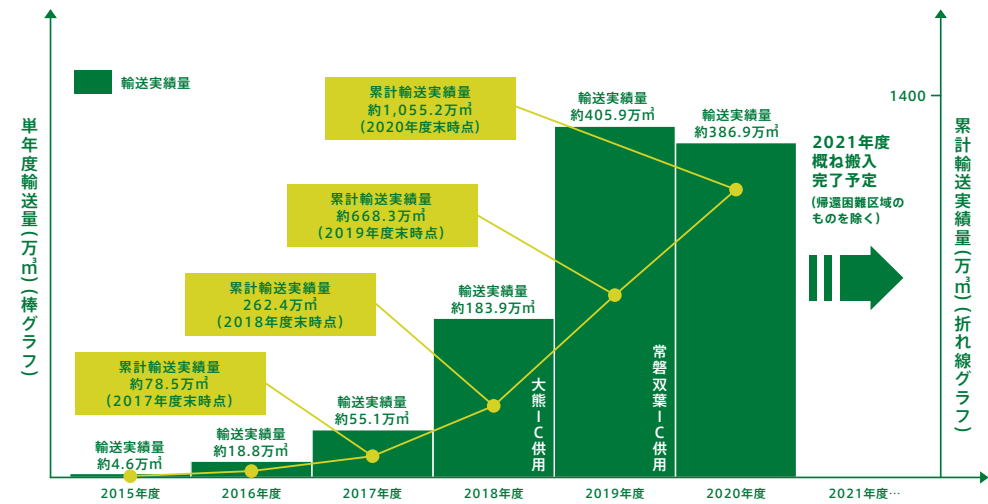 単年度輸送量(万㎥)(棒グラフ)
輸送実績量
累計輸送実績量
約1,055.2万㎥
(2020年度末時点)
累計輸送実績量
約668.3万㎥
(2019年度末時点)
累計輸送実績量
262.4万㎥
(2018年度末時点)
累計輸送実績量
約78.5万㎥
(2017年度末時点)
輸送実績量
約4.6万㎥
輸送実績量
約18.8万㎥
輸送実績量
約55.1万㎥
輸送実績量
約183.9万㎥
輸送実績量
約405.9万㎥
輸送実績量
約386.9万㎥
大熊IC供用
常磐双葉IC供用
2021年度
概ね搬入
完了予定
(帰還困難区域の
ものを除く)
1400
累計輸送実績量(万㎥)(折れ線グラフ)
2015年度
2016年度
2017年度
2018年度
2019年度
2020年度
2021年度…